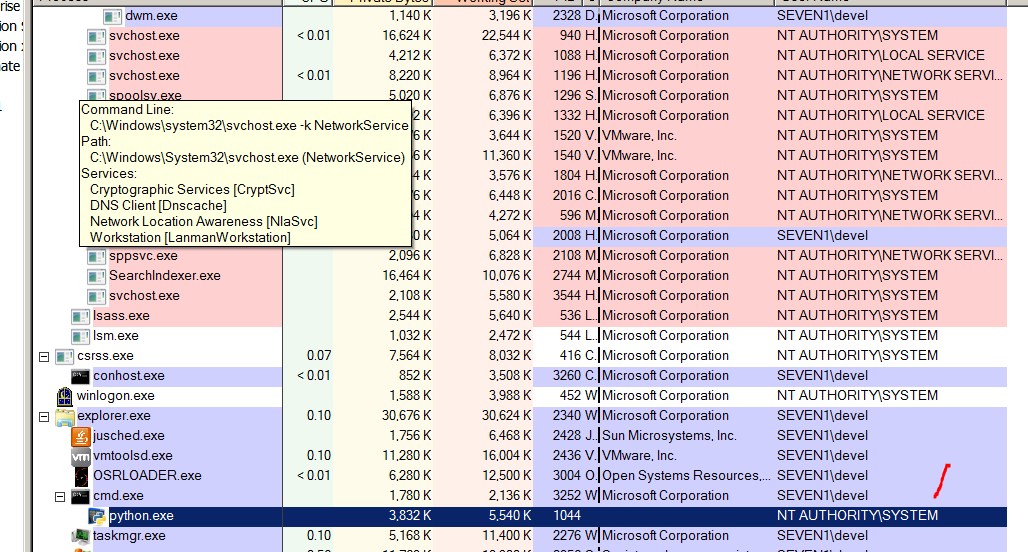 rise
dwm.exe 1,140 K 3,196 K 2328 D. Microsoft Corporation SEVEN1\devel
svchost.exe < 0.01 16,624 K 22,544 K 940 H. Microsoft Corporation NT AUTHORITY\SYSTEM
svchost.exe 4,212 K 6,372 K 1088 H. Microsoft Corporation NT AUTHORITY\LOCAL SERVICE
svchost.exe < 0.01 8,220 K 8,964 K 1196 H. Microsoft Corporation NT AUTHORITY\NETWORK SERVI...
spoolsv.exe 5,020 K 6,876 K 1296 S. Microsoft Corporation NT AUTHORITY\SYSTEM
Command Line:
C:\Windows\system32\svchost.exe -k NetworkService
Path:
C:\Windows\System32\svchost.exe (NetworkService)
Services:
Cryptographic Services [CryptSvc]
DNS Client [Dnscache]
Network Location Awareness [NlaSvc]
Workstation [LanmanWorkstation]
6,396 K 1332 H. Microsoft Corporation NT AUTHORITY\LOCAL SERVICE
3,644 K 1520 V. VMware, Inc. NT AUTHORITY\SYSTEM
11,360 K 1540 V. VMware, Inc. NT AUTHORITY\SYSTEM
3,576 K 1804 H. Microsoft Corporation NT AUTHORITY\NETWORK SERVI...
6,448 K 2016 C. Microsoft Corporation NT AUTHORITY\SYSTEM
4,272 K 596 M. Microsoft Corporation NT AUTHORITY\NETWORK SERVI...
5,064 K 2008 H. Microsoft Corporation SEVEN1\devel
sppsvc.exe 2,096 K 6,828 K 2108 M. Microsoft Corporation NT AUTHORITY\NETWORK SERVI...
SearchIndexer.exe 16,464 K 10,076 K 2744 M. Microsoft Corporation NT AUTHORITY\SYSTEM
svchost.exe 2,108 K 5,580 K 3544 H. Microsoft Corporation NT AUTHORITY\SYSTEM
lsass.exe 2,544 K 5,640 K 536 L.. Microsoft Corporation NT AUTHORITY\SYSTEM
lsm.exe 1,032 K 2,472 K 544 L.. Microsoft Corporation NT AUTHORITY\SYSTEM
csrss.exe 0.07 7,564 K 8,032 K 416 C. Microsoft Corporation NT AUTHORITY\SYSTEM
conhost.exe < 0.01 852 K 3,508 K 3260 C. Microsoft Corporation SEVEN1\devel
winlogon.exe 1,588 K 3,988 K 452 W Microsoft Corporation NT AUTHORITY\SYSTEM
explorer.exe 0.10 30,676 K 30,624 K 2340 W Microsoft Corporation SEVEN1\devel
jusched.exe 1,756 K 6,468 K 2428 J.. Sun Microsystems, Inc. SEVEN1\devel
vmtoolsd.exe 0.10 11,280 K 16,004 K 2436 V. VMware, Inc. SEVEN1\devel
OSRLOADER.exe < 0.01 6,280 K 12,500 K 3004 O. Open Systems Resources,... SEVEN1\devel
cmd.exe 1,780 K 2,136 K 3252 W Microsoft Corporation SEVEN1\devel
python.exe 3,832 K 5,540 K 1044 NT AUTHORITY\SYSTEM
taskmgr.exe 0.10 5,168 K 11,400 K 2276 W Microsoft Corporation SEVEN1\devel